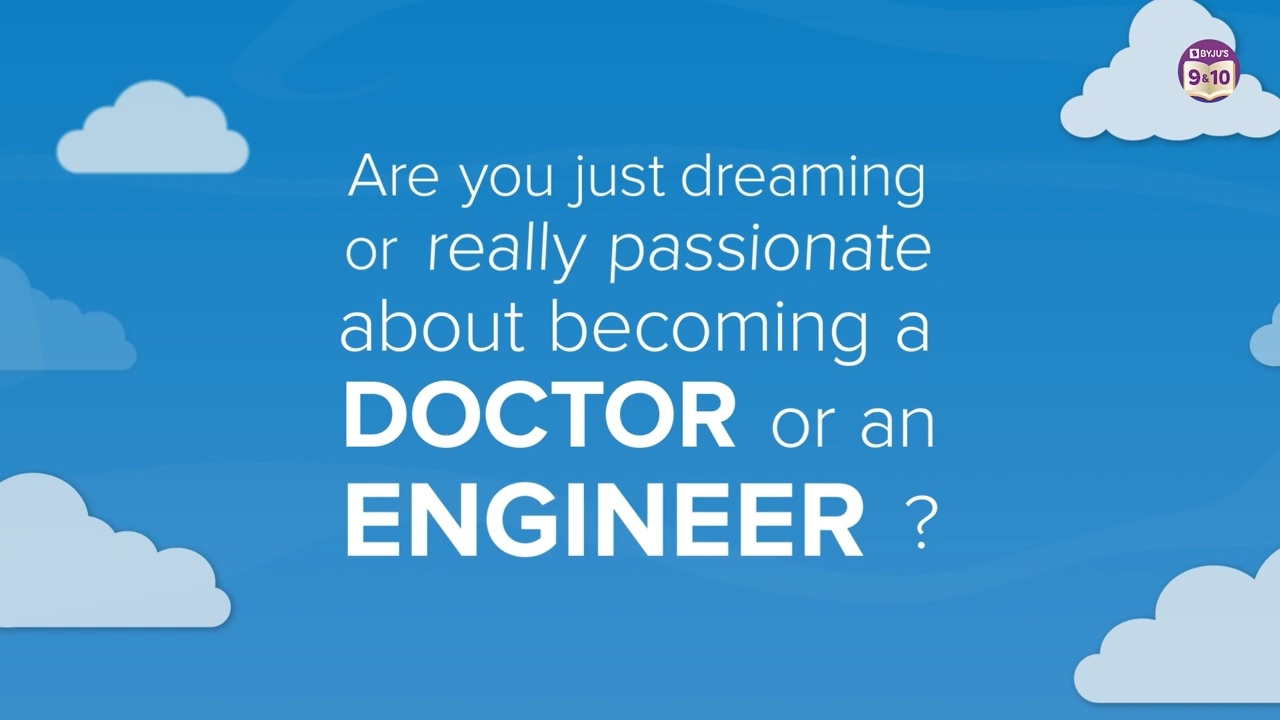 BYJU'S
9&10
Are you just dreaming
or really passionate
about becoming a
DOCTOR or an
ENGINEER ?